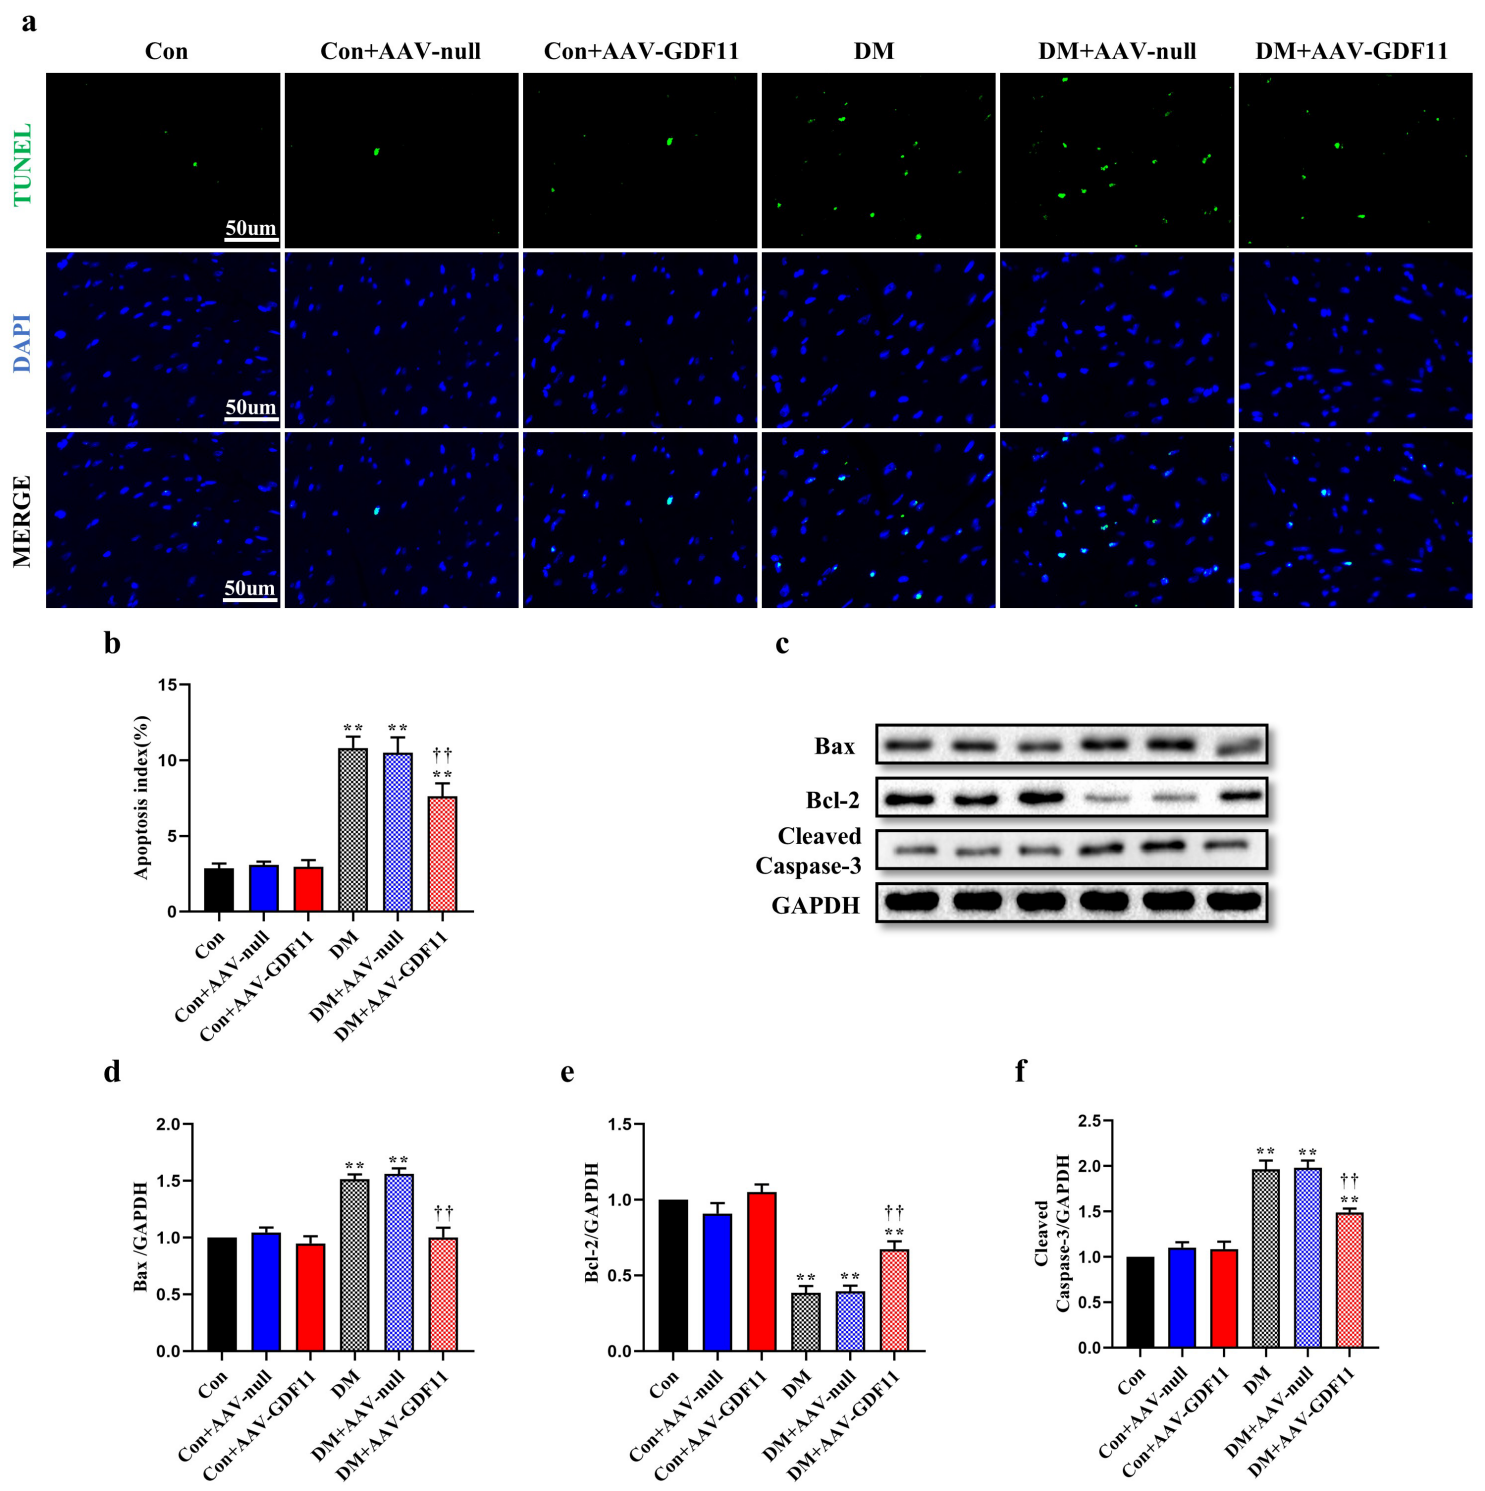 a
Con Con+AAV-null Con+AAV-GDF11 DM DM+AAV-null DM+AAV-GDF11
TUNEL
50um
DAPI
50um
MERGE
50um
b
Apoptosis index(%)
15
10
5
0
** ** †† **
Con Con+AAV-null Con+AAV-GDF11 DM DM+AAV-null DM+AAV-GDF11
c
Bax
Bcl-2
Cleaved
Caspase-3
GAPDH
d
Bax /GAPDH
2.0
1.5
1.0
0.5
0.0
** ** ††
Con Con+AAV-null Con+AAV-GDF11 DM DM+AAV-null DM+AAV-GDF11
e
Bcl-2/GAPDH
1.5
1.0
0.5
0.0
** ** †† **
Con Con+AAV-null Con+AAV-GDF11 DM DM+AAV-null DM+AAV-GDF11
f
Cleaved
Caspase-3/GAPDH
2.5
2.0
1.5
1.0
0.5
0.0
** ** †† **
Con Con+AAV-null Con+AAV-GDF11 DM DM+AAV-null DM+AAV-GDF11